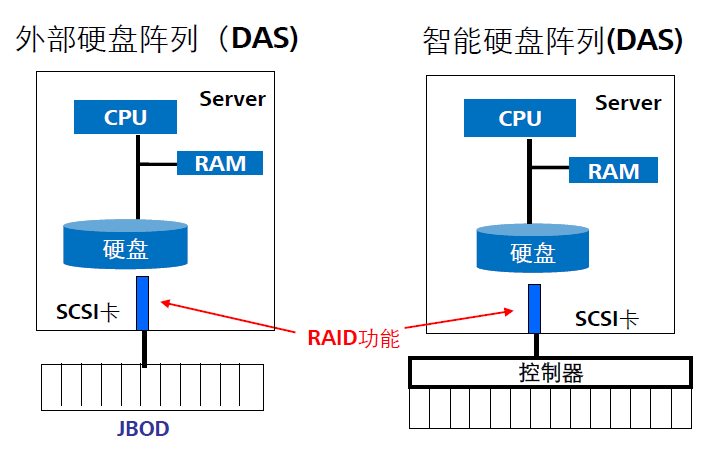 外部硬盘阵列（DAS)
Server
CPU
RAM
硬盘
SCSI卡
JBOD
RAID功能
智能硬盘阵列(DAS)
Server
CPU
RAM
硬盘
SCSI卡
控制器